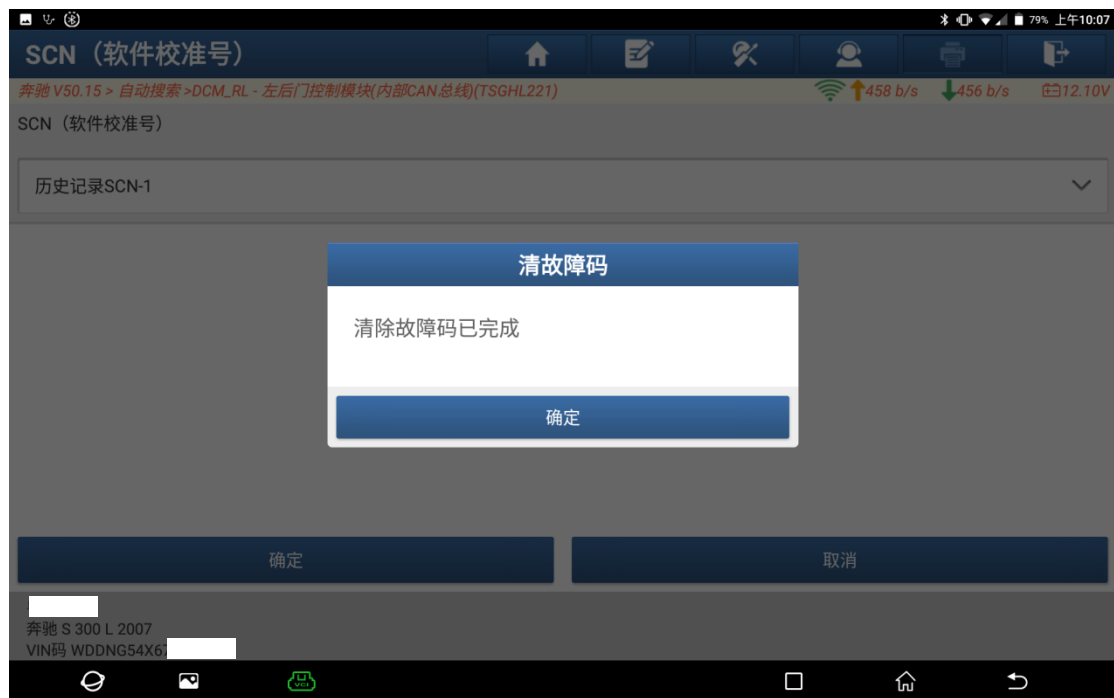 79% 上午10:07
SCN（软件校准号）
奔驰 V50.15 > 自动搜索 >DCM_RL - 左后门控制模块(内部CAN总线)(TSGHL221)
458 b/s
456 b/s
12.10V
SCN（软件校准号）
历史记录SCN-1
清故障码
清除故障码已完成
确定
确定
取消
奔驰 S 300 L 2007
VIN码 WDDNG54X6
VCI